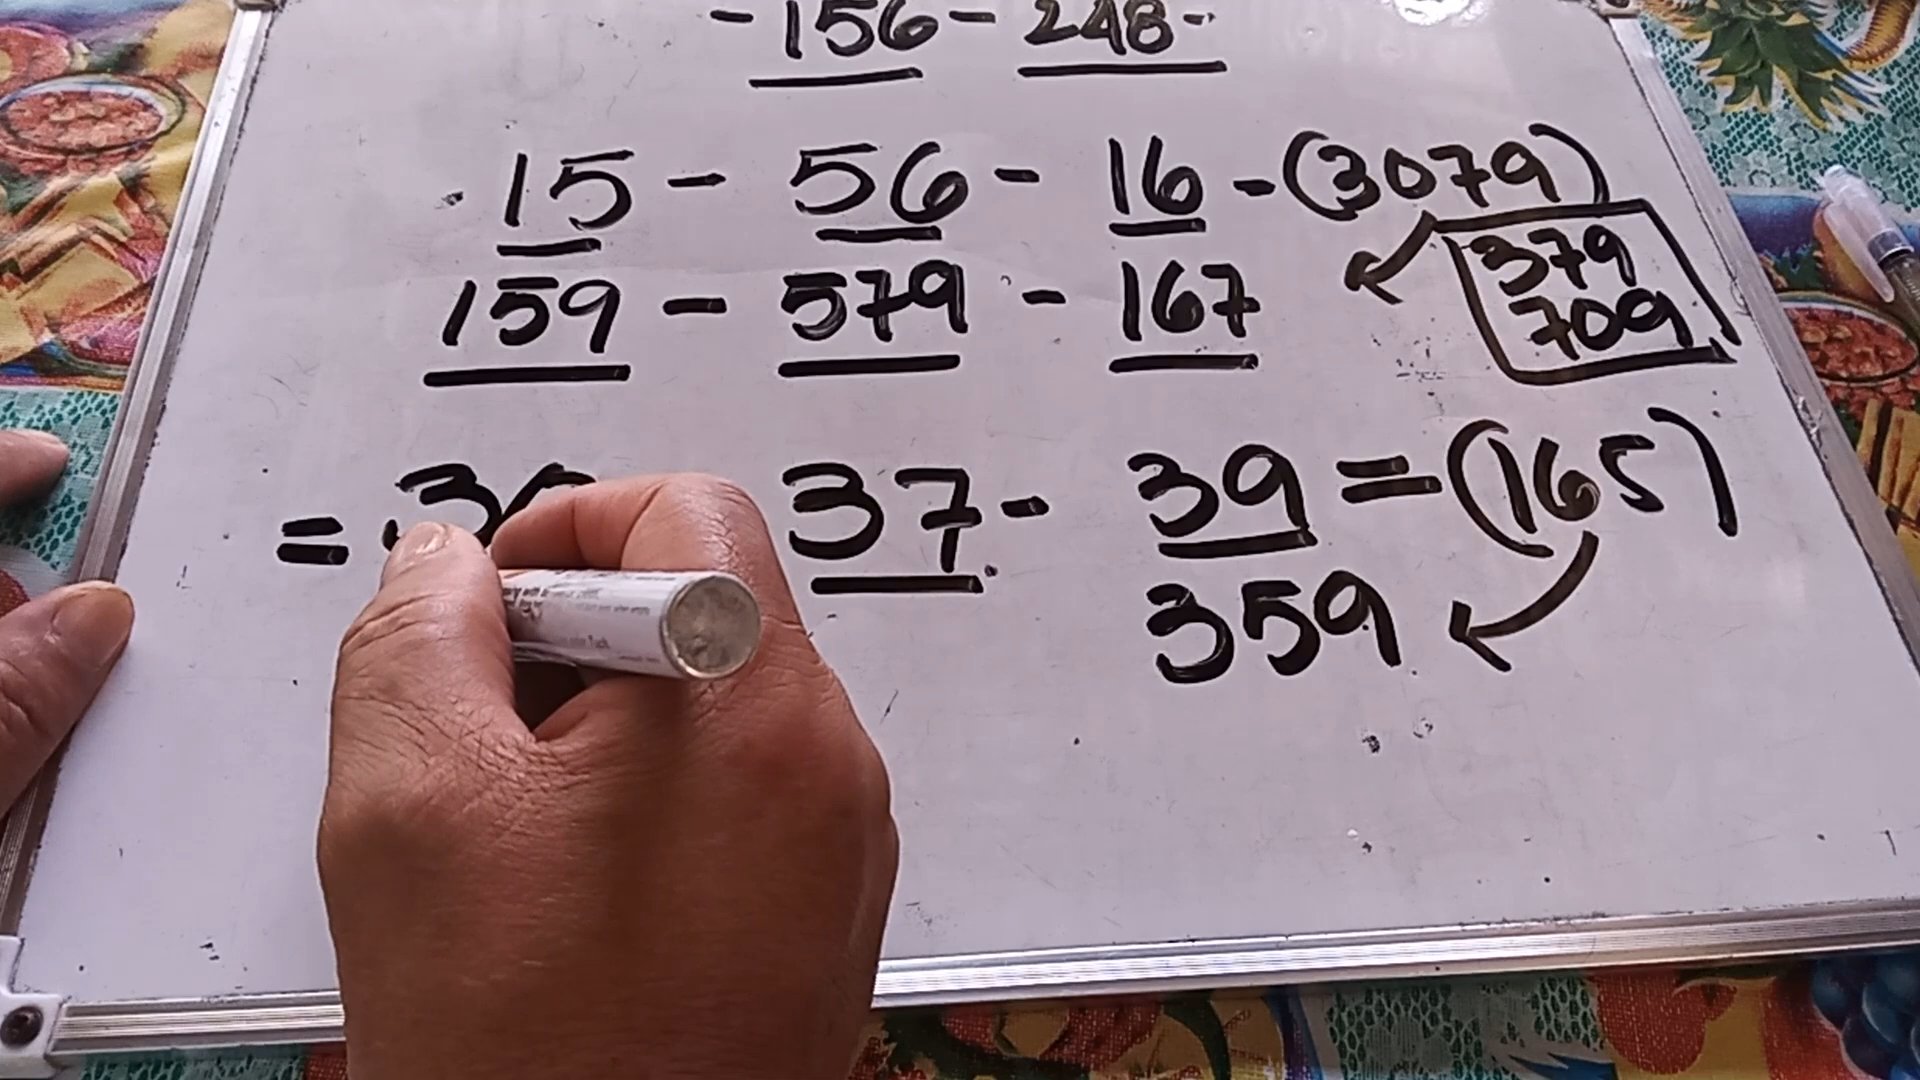 - 156 - 248 -
15 - 56 - 16 - (3079)
159 - 579 - 167
379
709
= 37 - 39 = (165)
359